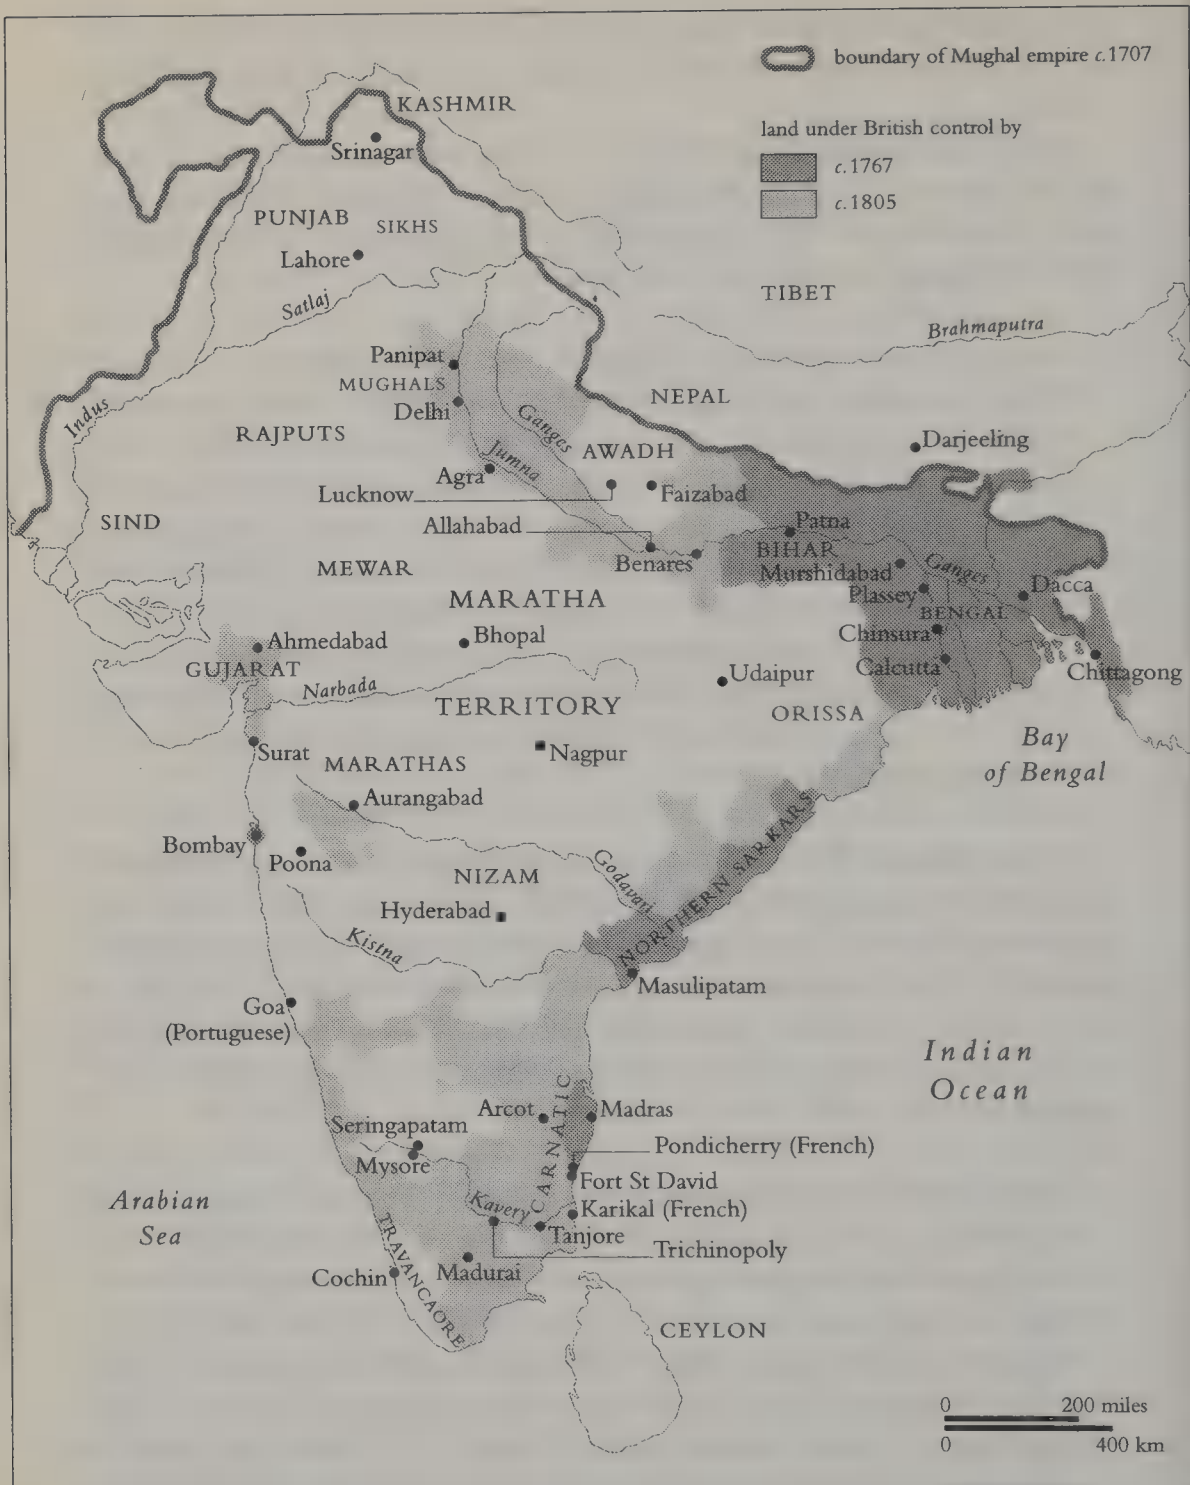 boundary of Mughal empire c.1707
land under British control by
c.1767
c.1805
KASHMIR
Srinagar
PUNJAB
SIKHS
Lahore
Satlaj
TIBET
Brahmaputra
Panipat
MUGHALS
Delhi
NEPAL
Indus
RAJPUTS
Ganges
Jumna
AWADH
Darjeeling
Agra
Lucknow
Faizabad
SIND
Allahabad
Patna
Benares
BIHAR
MEWAR
Murshidabad
Ganges
Plassey
Dacca
MARATHA
BENGAL
Ahmedabad
Bhopal
Chinsura
GUJARAT
Calcutta
Chittagong
Narbada
Udaipur
TERRITORY
ORISSA
Surat
Nagpur
Bay
of Bengal
MARATHAS
Aurangabad
Bombay
Poona
NIZAM
Godavari
NORTHERN SARKARS
Hyderabad
Kistna
Masulipatam
Goa
(Portuguese)
Indian
Ocean
Arcot
CARNATIC
Madras
Seringapatam
Pondicherry (French)
Mysore
Fort St David
Arabian
Sea
Kavery
Karikal (French)
Tanjore
Trichinopoly
TRAVANCAORE
Cochin
Madurai
CEYLON
0 200 miles
0 400 km